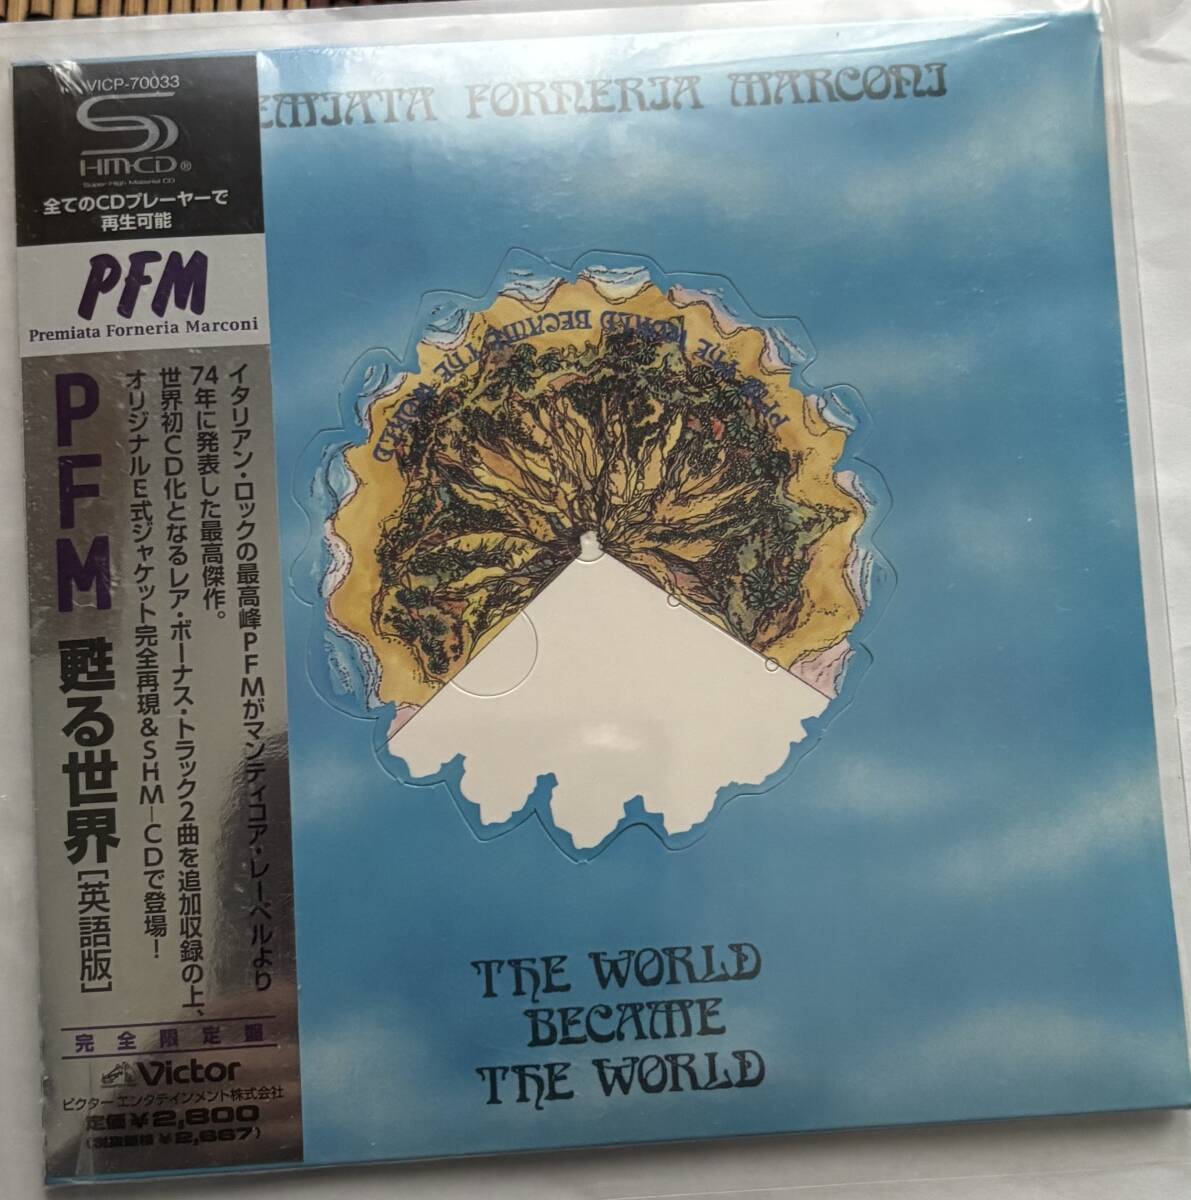 VICP-70033
SHM-CD®
Super High Material CD
全てのCDプレーヤーで
再生可能
PFM
Premiata Forneria Marconi
イタリアン・ロックの最高峰PFMがマンティコア・レーベルより
74年に発表した最高傑作。
世界初CD化となるレア・ボーナス・トラック2曲を追加収録の上、
オリジナルE式ジャケット完全再現&SHM-CDで登場!
PFM 甦る世界[英語版]
完全限定盤
Victor
ビクターエンタテインメント株式会社
定価¥2,800
(税抜価格¥2,667)
EMIATA FORNERIA MARCONI
THE WORLD
BECAME
THE WORLD